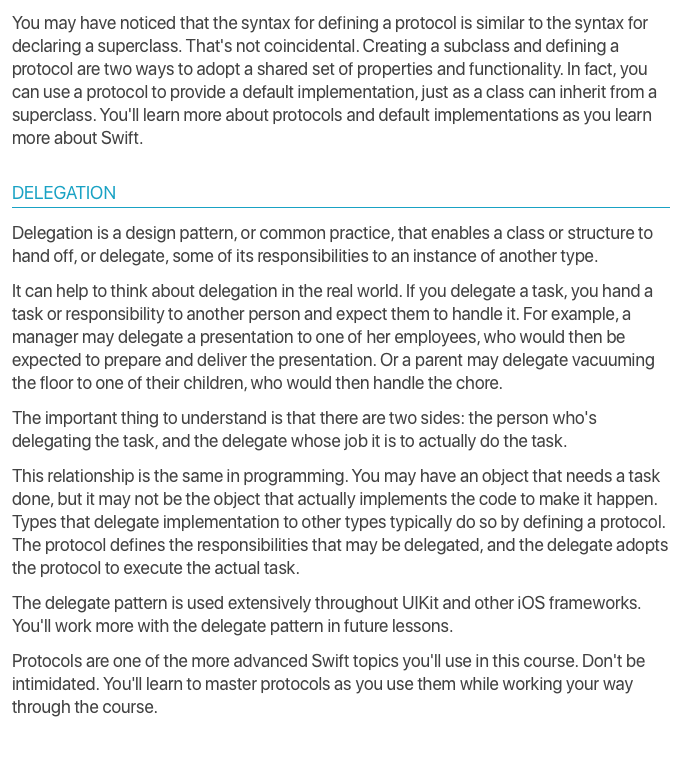 You may have noticed that the syntax for defining a protocol is similar to the syntax for
declaring a superclass. That's not coincidental. Creating a subclass and defining a
protocol are two ways to adopt a shared set of properties and functionality. In fact, you
can use a protocol to provide a default implementation, just as a class can inherit from a
superclass. You'll learn more about protocols and default implementations as you learn
more about Swift.
DELEGATION
Delegation is a design pattern, or common practice, that enables a class or structure to
hand off, or delegate, some of its responsibilities to an instance of another type.
It can help to think about delegation in the real world. If you delegate a task, you hand a
task or responsibility to another person and expect them to handle it. For example, a
manager may delegate a presentation to one of her employees, who would then be
expected to prepare and deliver the presentation. Or a parent may delegate vacuuming
the floor to one of their children, who would then handle the chore.
The important thing to understand is that there are two sides: the person who's
delegating the task, and the delegate whose job it is to actually do the task.
This relationship is the same in programming. You may have an object that needs a task
done, but it may not be the object that actually implements the code to make it happen.
Types that delegate implementation to other types typically do so by defining a protocol.
The protocol defines the responsibilities that may be delegated, and the delegate adopts
the protocol to execute the actual task.
The delegate pattern is used extensively throughout UIKit and other iOS frameworks.
You'll work more with the delegate pattern in future lessons.
Protocols are one of the more advanced Swift topics you'll use in this course. Don't be
intimidated. You'll learn to master protocols as you use them while working your way
through the course.